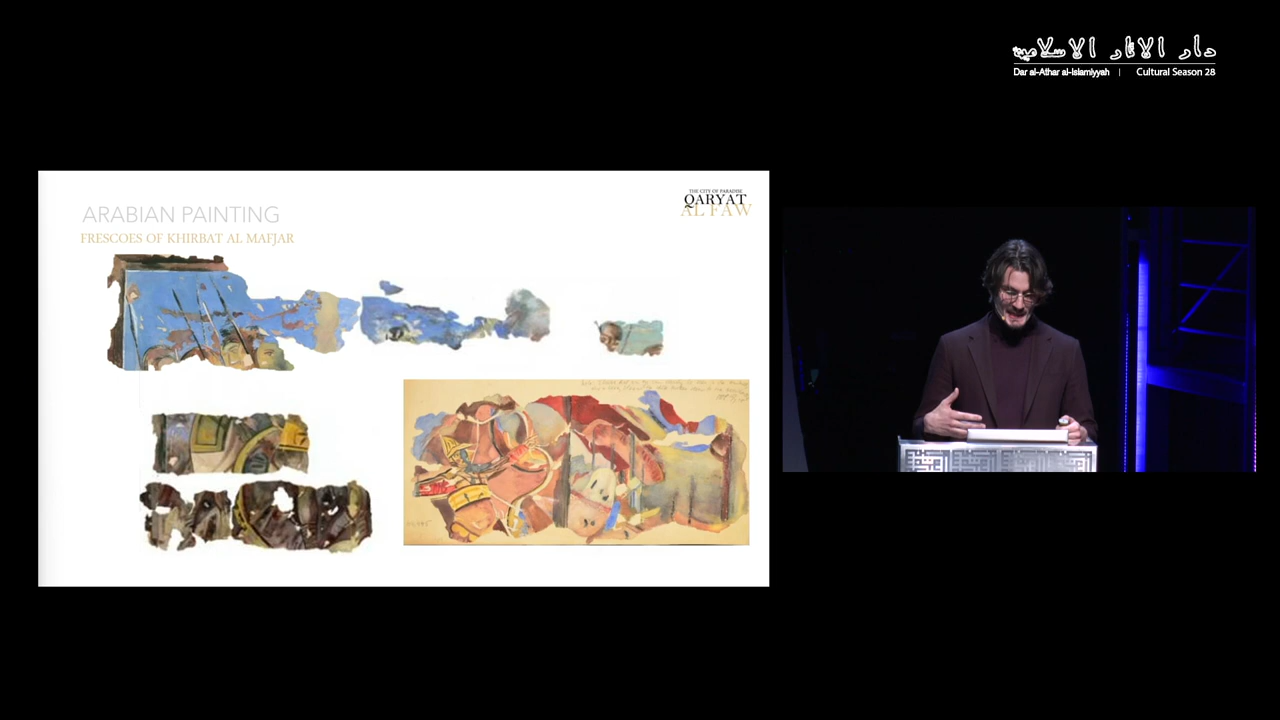 دار الآثار الإسلامية
Dar al-Athar al-Islamiyyah | Cultural Season 28
ARABIAN PAINTING
FRESCOES OF KHIRBAT AL MAFJAR
THE CITY OF PARADISE
QARYAT
AL FAW